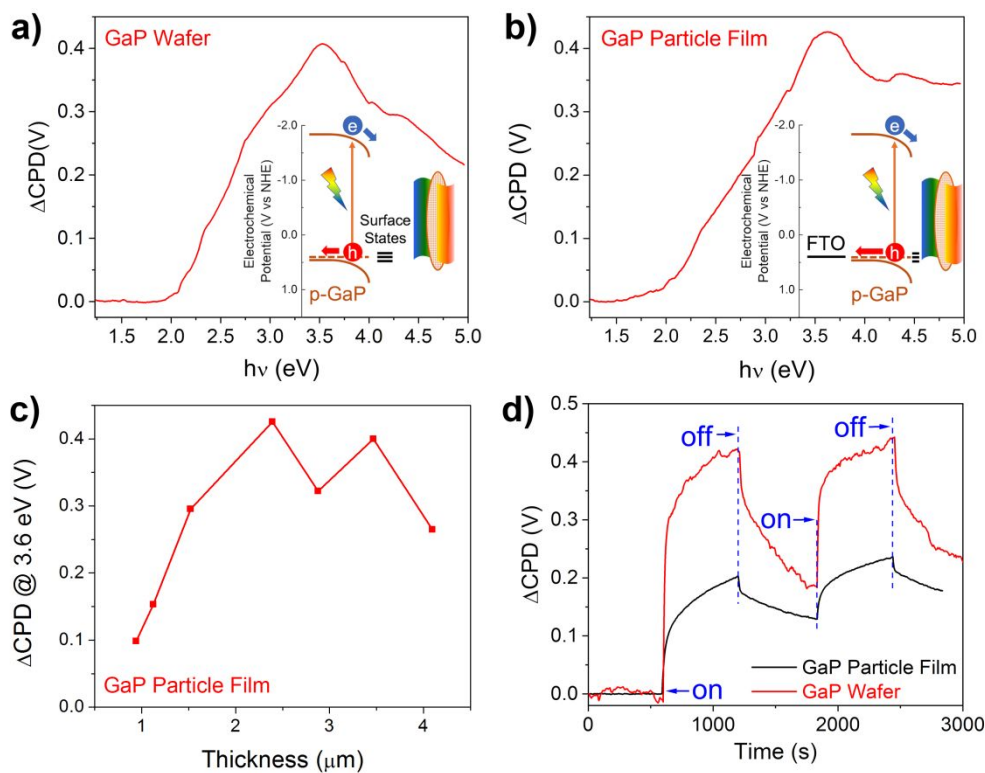 a)
GaP Wafer
0.4
0.3
0.2
0.1
0.0
ΔCPD(V)
1.5 2.0 2.5 3.0 3.5 4.0 4.5 5.0
hν (eV)
-2.0
-1.0
0.0
1.0
Electrochemical
Potential (V vs NHE)
e
h
Surface
States
p-GaP
b)
GaP Particle Film
0.4
0.3
0.2
0.1
0.0
ΔCPD (V)
1.5 2.0 2.5 3.0 3.5 4.0 4.5 5.0
hν (eV)
-2.0
-1.0
0.0
1.0
Electrochemical
Potential (V vs NHE)
e
FTO
h
p-GaP
c)
0.4
0.3
0.2
0.1
0.0
ΔCPD @ 3.6 eV (V)
GaP Particle Film
1 2 3 4
Thickness (μm)
d)
0.5
0.4
0.3
0.2
0.1
0.0
ΔCPD (V)
off
off
on
on
GaP Particle Film
GaP Wafer
0 1000 2000 3000
Time (s)